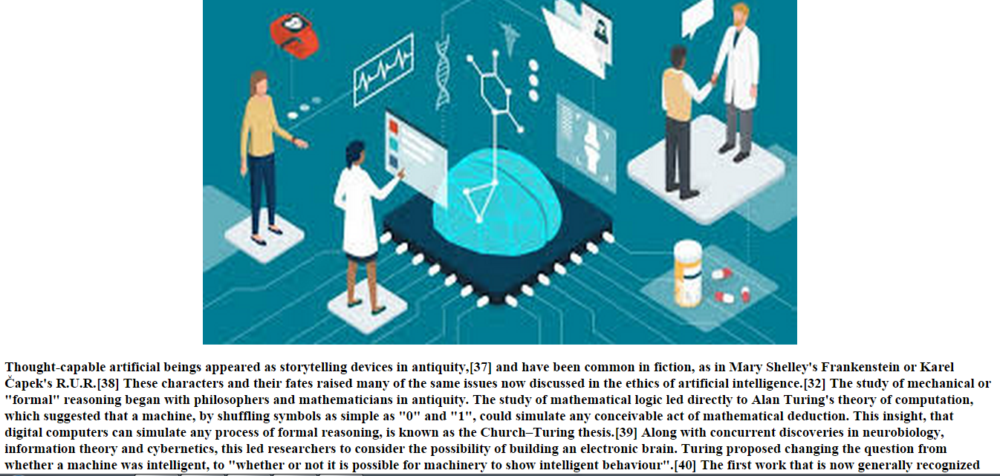 Thought-capable artificial beings appeared as storytelling devices in antiquity,[37] and have been common in fiction, as in Mary Shelley's Frankenstein or Karel
Čapek's R.U.R.[38] These characters and their fates raised many of the same issues now discussed in the ethics of artificial intelligence.[32] The study of mechanical or
"formal" reasoning began with philosophers and mathematicians in antiquity. The study of mathematical logic led directly to Alan Turing's theory of computation,
which suggested that a machine, by shuffling symbols as simple as "0" and "1", could simulate any conceivable act of mathematical deduction. This insight, that
digital computers can simulate any process of formal reasoning, is known as the Church–Turing thesis.[39] Along with concurrent discoveries in neurobiology,
information theory and cybernetics, this led researchers to consider the possibility of building an electronic brain. Turing proposed changing the question from
whether a machine was intelligent, to "whether or not it is possible for machinery to show intelligent behaviour".[40] The first work that is now generally recognized